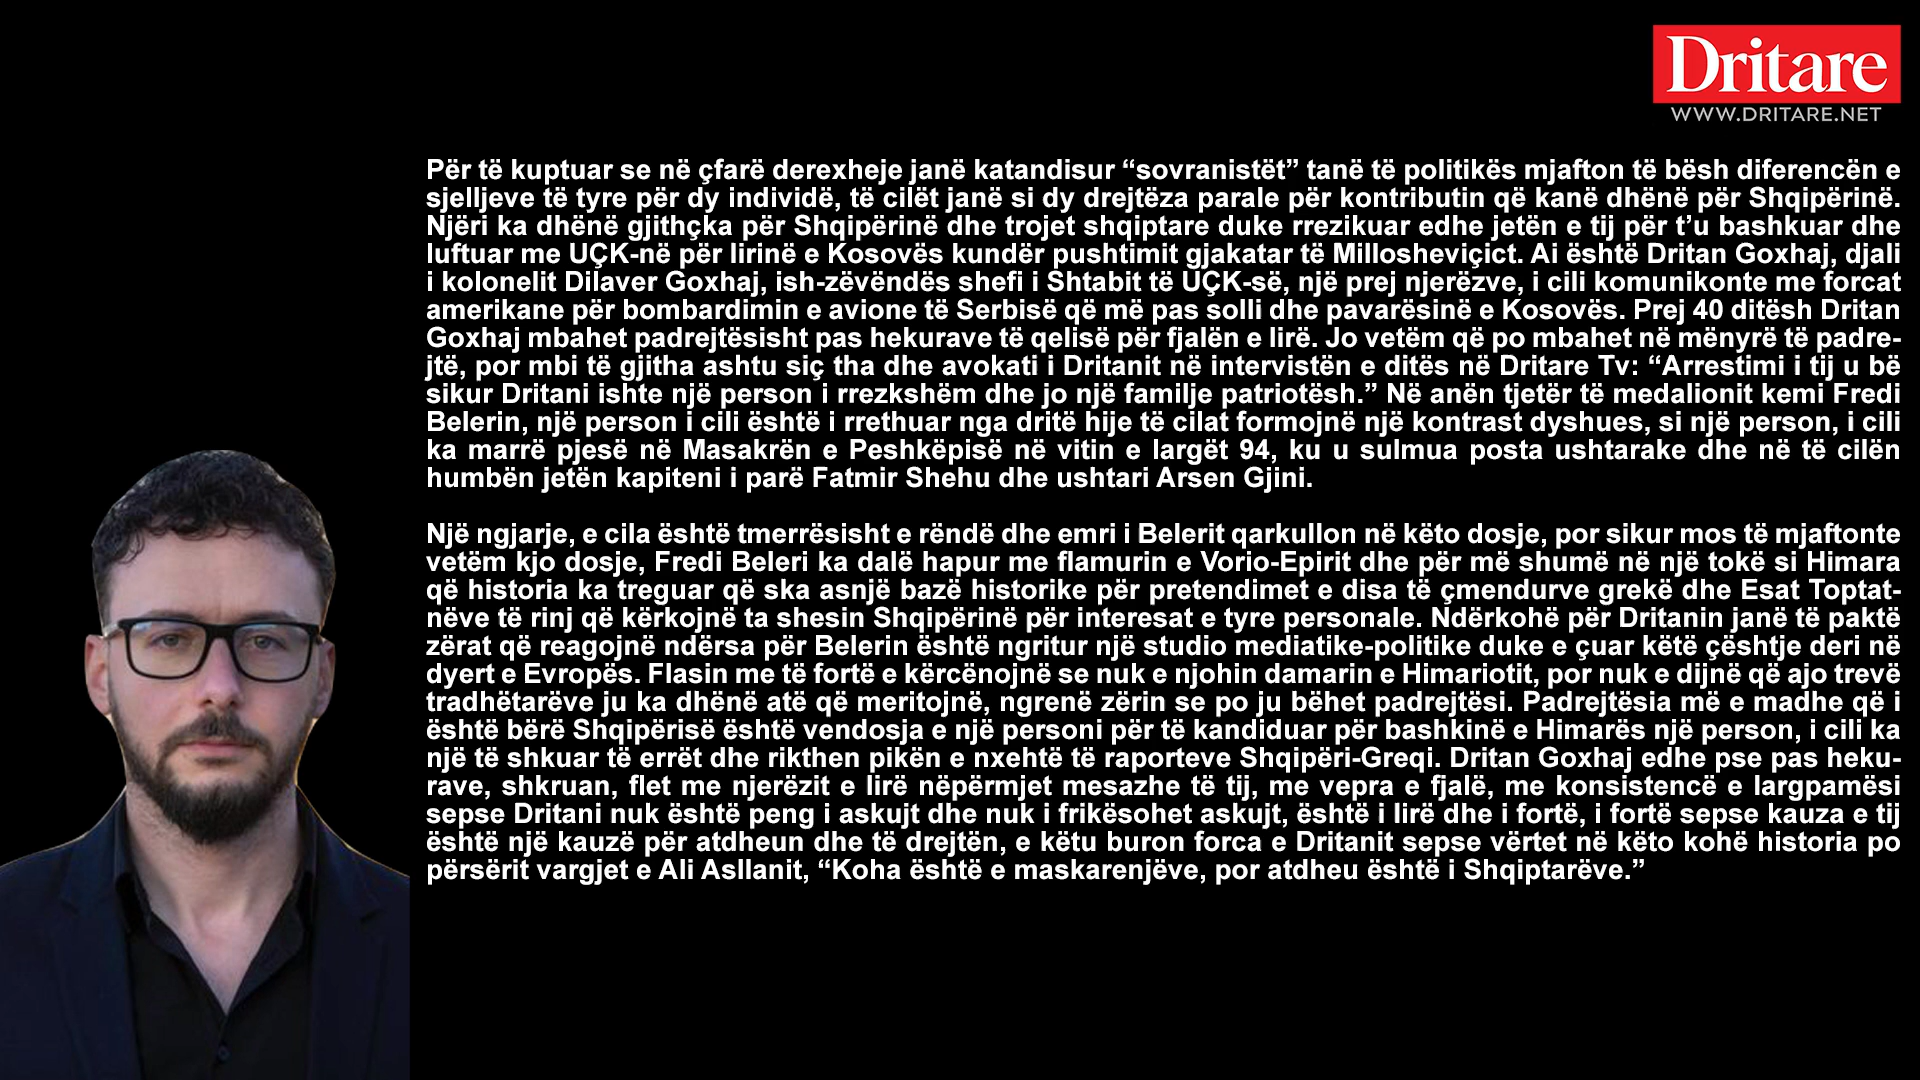 Dritare
WWW.DRITARE.NET
Për të kuptuar se në çfarë derexheje janë katandisur “sovranistët” tanë të politikës mjafton të bësh diferencën e
sjelljeve të tyre për dy individë, të cilët janë si dy drejtëza parale për kontributin që kanë dhënë për Shqipërinë.
Njëri ka dhënë gjithçka për Shqipërinë dhe trojet shqiptare duke rrezikuar edhe jetën e tij për t’u bashkuar dhe
luftuar me UÇK-në për lirinë e Kosovës kundër pushtimit gjakatar të Millosheviçict. Ai është Dritan Goxhaj, djali
i kolonelit Dilaver Goxhaj, ish-zëvëndës shefi i Shtabit të UÇK-së, një prej njerëzve, i cili komunikonte me forcat
amerikane për bombardimin e avione të Serbisë që më pas solli dhe pavarësinë e Kosovës. Prej 40 ditësh Dritan
Goxhaj mbahet padrejtësisht pas hekurave të qelisë për fjalën e lirë. Jo vetëm që po mbahet në mënyrë të padre-
jtë, por mbi të gjitha ashtu siç tha dhe avokati i Dritanit në intervistën e ditës në Dritare Tv: “Arrestimi i tij u bë
sikur Dritani ishte një person i rrezkshëm dhe jo një familje patriotësh.” Në anën tjetër të medalionit kemi Fredi
Belerin, një person i cili është i rrethuar nga dritë hije të cilat formojnë një kontrast dyshues, si një person, i cili
ka marrë pjesë në Masakrën e Peshkëpisë në vitin e largët 94, ku u sulmua posta ushtarake dhe në të cilën
humbën jetën kapiteni i parë Fatmir Shehu dhe ushtari Arsen Gjini.
Një ngjarje, e cila është tmerrësisht e rëndë dhe emri i Belerit qarkullon në këto dosje, por sikur mos të mjaftonte
vetëm kjo dosje, Fredi Beleri ka dalë hapur me flamurin e Vorio-Epirit dhe për më shumë në një tokë si Himara
që historia ka treguar që ska asnjë bazë historike për pretendimet e disa të çmendurve grekë dhe Esat Toptat-
nëve të rinj që kërkojnë ta shesin Shqipërinë për interesat e tyre personale. Ndërkohë për Dritanin janë të paktë
zërat që reagojnë ndërsa për Belerin është ngritur një studio mediatike-politike duke e çuar këtë çështje deri në
dyert e Evropës. Flasin me të fortë e kërcënojnë se nuk e njohin damarin e Himariotit, por nuk e dijnë që ajo trevë
tradhëtarëve ju ka dhënë atë që meritojnë, ngrenë zërin se po ju bëhet padrejtësi. Padrejtësia më e madhe që i
është bërë Shqipërisë është vendosja e një personi për të kandiduar për bashkinë e Himarës një person, i cili ka
një të shkuar të errët dhe rikthen pikën e nxehtë të raporteve Shqipëri-Greqi. Dritan Goxhaj edhe pse pas heku-
rave, shkruan, flet me njerëzit e lirë nëpërmjet mesazhe të tij, me vepra e fjalë, me konsistencë e largpamësi
sepse Dritani nuk është peng i askujt dhe nuk i frikësohet askujt, është i lirë dhe i fortë, i fortë sepse kauza e tij
është një kauzë për atdheun dhe të drejtën, e këtu buron forca e Dritanit sepse vërtet në këto kohë historia po
përsërit vargjet e Ali Asllanit, “Koha është e maskarenjëve, por atdheu është i Shqiptarëve.”